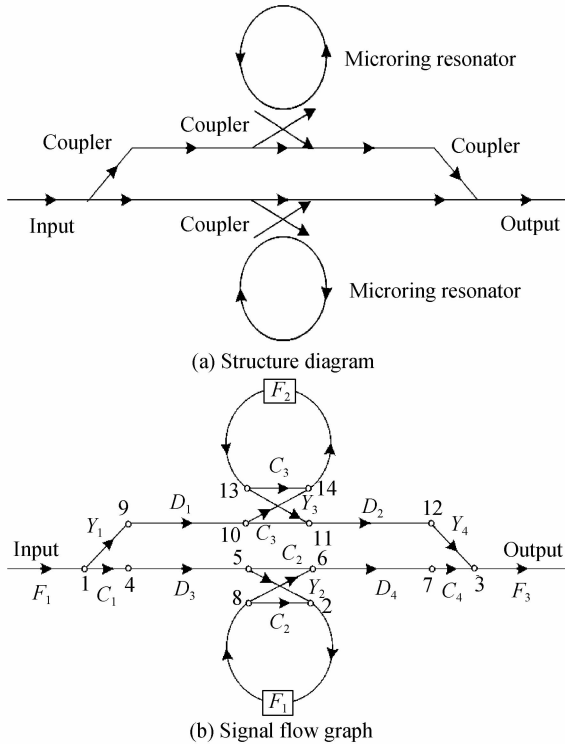 Microring resonator
Coupler
Coupler
Coupler
Input
Coupler
Output
Microring resonator
(a) Structure diagram
F₂
C₃
13
14
9
D₁
Y₃
D₂
12
Y₁
10
C₃
11
Y₄
Input
5
C₂
6
Output
F₁
1
C₁
4
D₃
Y₂
D₄
7
C₄
3
F₃
8
C₂
2
F₁
(b) Signal flow graph